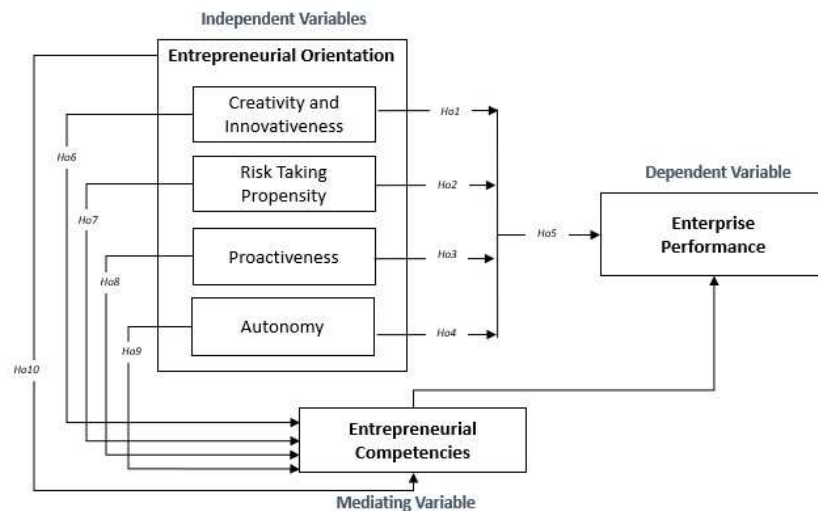 Independent Variables
Entrepreneurial Orientation
Creativity and
Innovativeness
Ho1
Ho6
Risk Taking
Propensity
Ho2
Dependent Variable
Ho7
Enterprise
Performance
Ho5
Proactiveness
Ho3
Ho8
Autonomy
Ho4
Ho9
Ho10
Entrepreneurial
Competencies
Mediating Variable